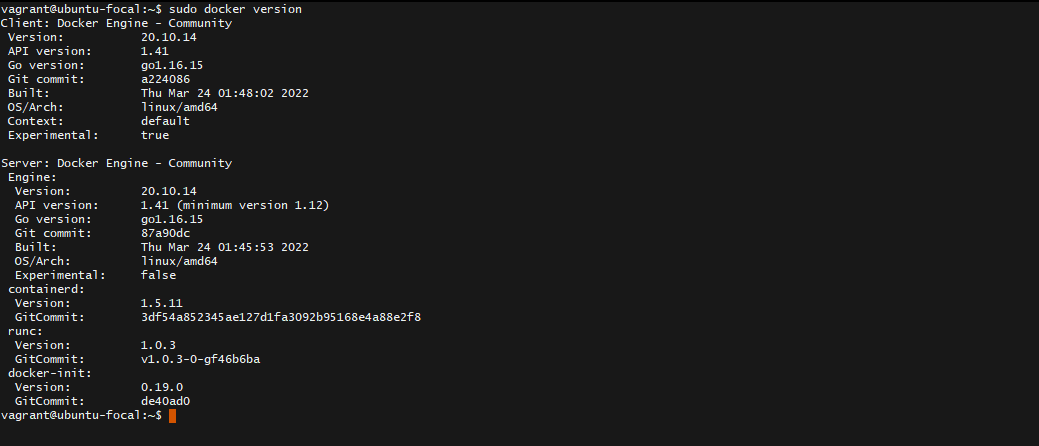 vagrant@ubuntu-focal:~$ sudo docker version
Client: Docker Engine - Community
 Version:           20.10.14
 API version:       1.41
 Go version:        go1.16.15
 Git commit:        a224086
 Built:             Thu Mar 24 01:48:02 2022
 OS/Arch:           linux/amd64
 Context:           default
 Experimental:      true

Server: Docker Engine - Community
 Engine:
  Version:          20.10.14
  API version:      1.41 (minimum version 1.12)
  Go version:       go1.16.15
  Git commit:       87a90dc
  Built:            Thu Mar 24 01:45:53 2022
  OS/Arch:          linux/amd64
  Experimental:     false
 containerd:
  Version:          1.5.11
  GitCommit:        3df54a852345ae127d1fa3092b95168e4a88e2f8
 runc:
  Version:          1.0.3
  GitCommit:        v1.0.3-0-gf46b6ba
 docker-init:
  Version:          0.19.0
  GitCommit:        de40ad0
vagrant@ubuntu-focal:~$